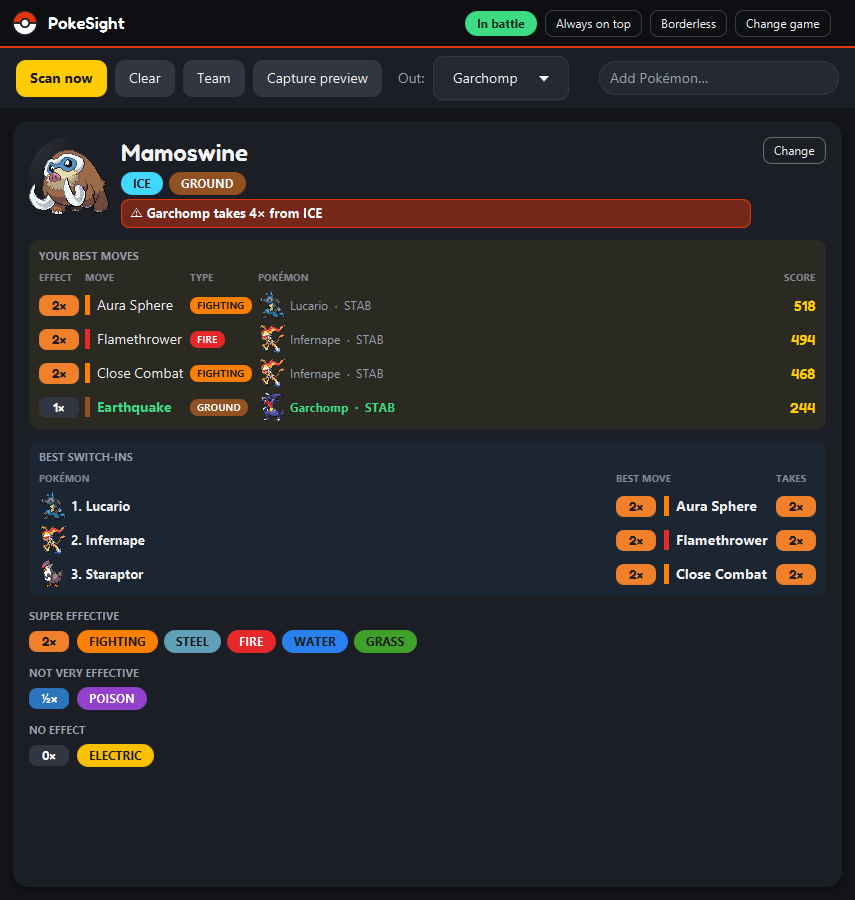 PokeSight In battle Always on top Borderless Change game
Scan now Clear Team Capture preview Out: Garchomp Add Pokémon...
Mamoswine Change
ICE GROUND
⚠ Garchomp takes 4× from ICE
YOUR BEST MOVES
EFFECT MOVE TYPE POKÉMON SCORE
2× Aura Sphere FIGHTING Lucario · STAB 518
2× Flamethrower FIRE Infernape · STAB 494
2× Close Combat FIGHTING Infernape · STAB 468
1× Earthquake GROUND Garchomp · STAB 244
BEST SWITCH-INS
POKÉMON BEST MOVE TAKES
1. Lucario 2× Aura Sphere 2×
2. Infernape 2× Flamethrower 2×
3. Staraptor 2× Close Combat 2×
SUPER EFFECTIVE
2× FIGHTING STEEL FIRE WATER GRASS
NOT VERY EFFECTIVE
½× POISON
NO EFFECT
0× ELECTRIC